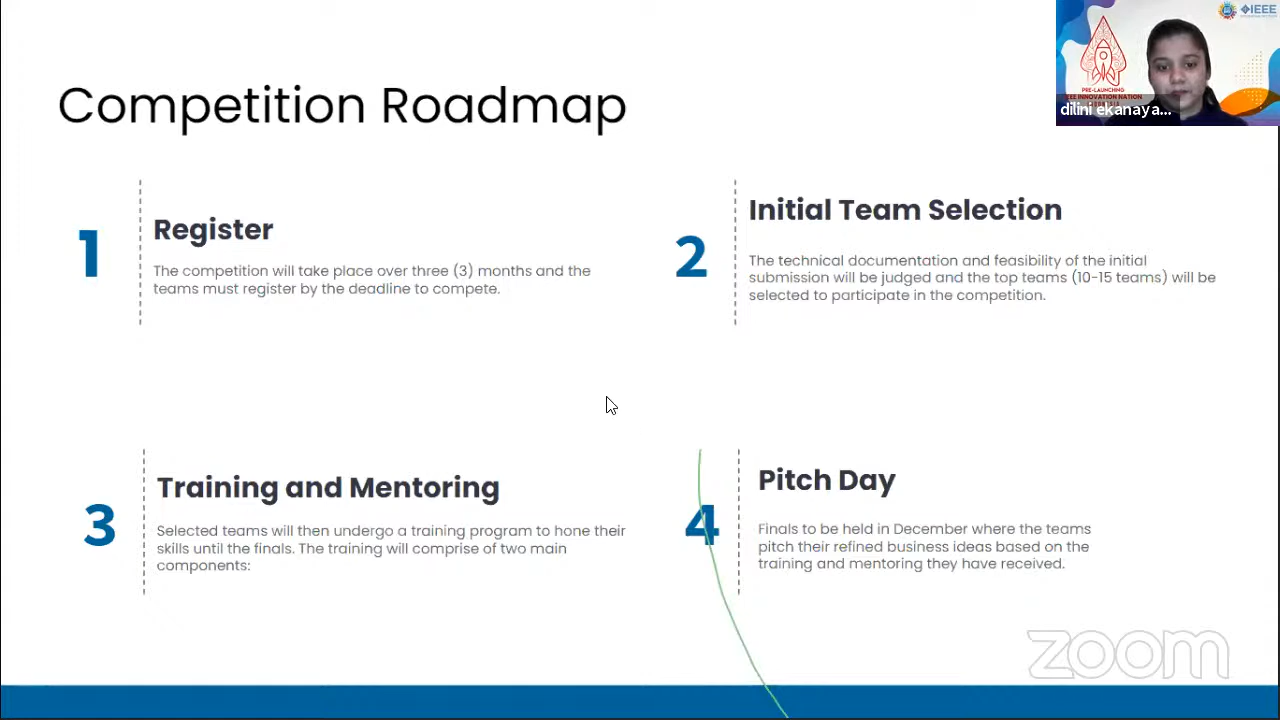 Competition Roadmap
IEEE
PRE-LAUNCHING
IEEE INNOVATION NATION
dilini ekanaya...
1
Register
The competition will take place over three (3) months and the
teams must register by the deadline to compete.
2
Initial Team Selection
The technical documentation and feasibility of the initial
submission will be judged and the top teams (10-15 teams) will be
selected to participate in the competition.
3
Training and Mentoring
Selected teams will then undergo a training program to hone their
skills until the finals. The training will comprise of two main
components:
4
Pitch Day
Finals to be held in December where the teams
pitch their refined business ideas based on the
training and mentoring they have received.
zoom